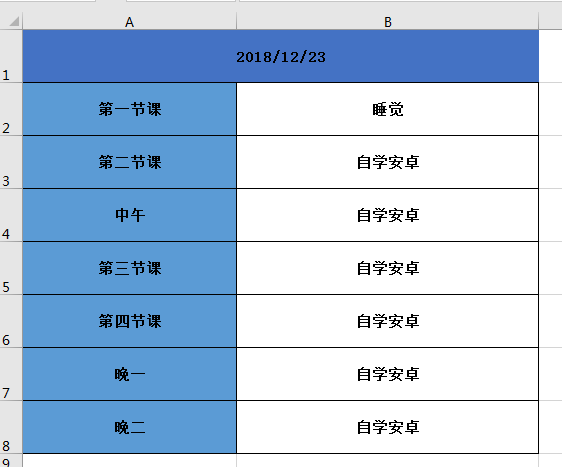 A B
1 2018/12/23
2 第一节课 睡觉
3 第二节课 自学安卓
4 中午 自学安卓
5 第三节课 自学安卓
6 第四节课 自学安卓
7 晚一 自学安卓
8 晚二 自学安卓
9